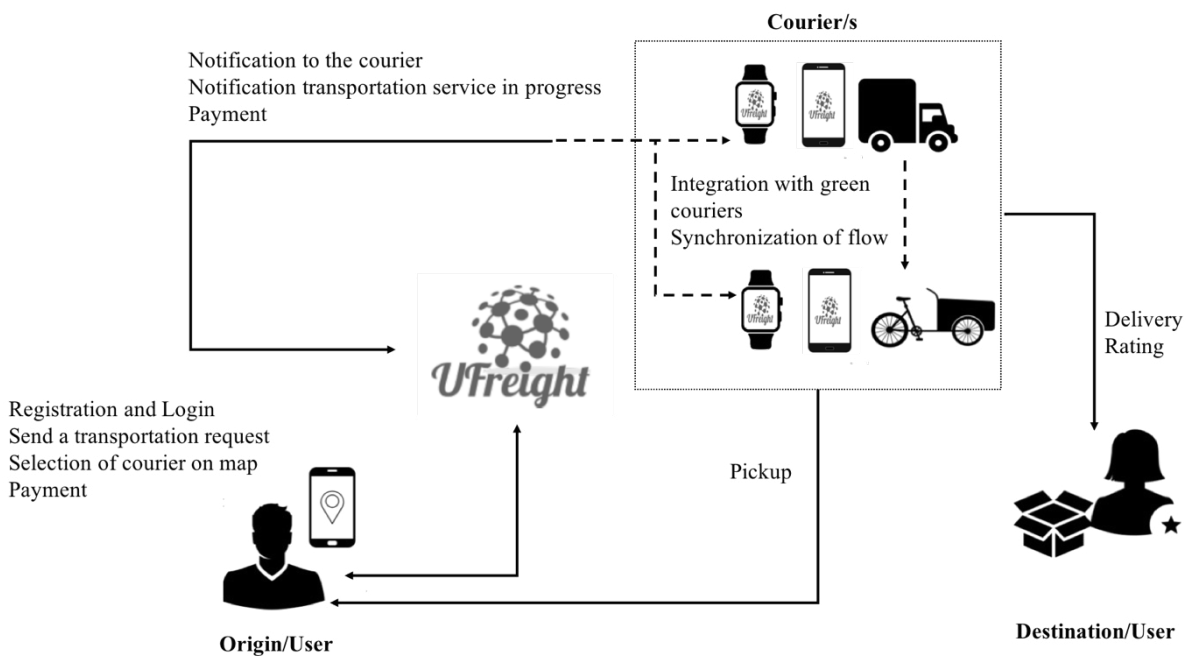 Courier/s
Notification to the courier
Notification transportation service in progress
Payment
UFreight
UFreight
Integration with green
couriers
Synchronization of flow
UFreight
UFreight
Delivery
Rating
UFreight
Registration and Login
Send a transportation request
Selection of courier on map
Payment
Pickup
Origin/User
Destination/User